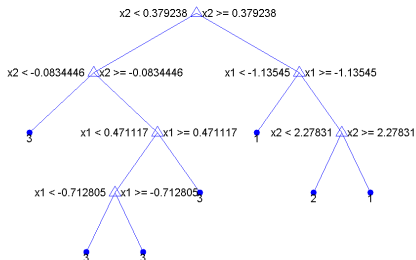 x2 < 0.379238 x2 >= 0.379238
x2 < -0.0834446 x2 >= -0.0834446 x1 < -1.13545 x1 >= -1.13545
3 x1 < 0.471117 x1 >= 0.471117 1 x2 < 2.27831 x2 >= 2.27831
x1 < -0.712805 x1 >= -0.712805 3 2 1
3 3